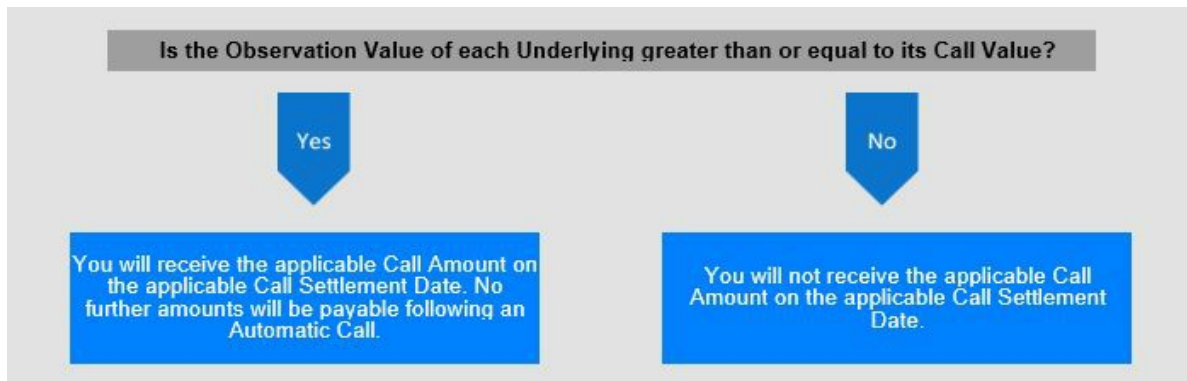 Is the Observation Value of each Underlying greater than or equal to its Call Value?
Yes
No
You will receive the applicable Call Amount on
the applicable Call Settlement Date. No
further amounts will be payable following an
Automatic Call.
You will not receive the applicable Call
Amount on the applicable Call Settlement
Date.